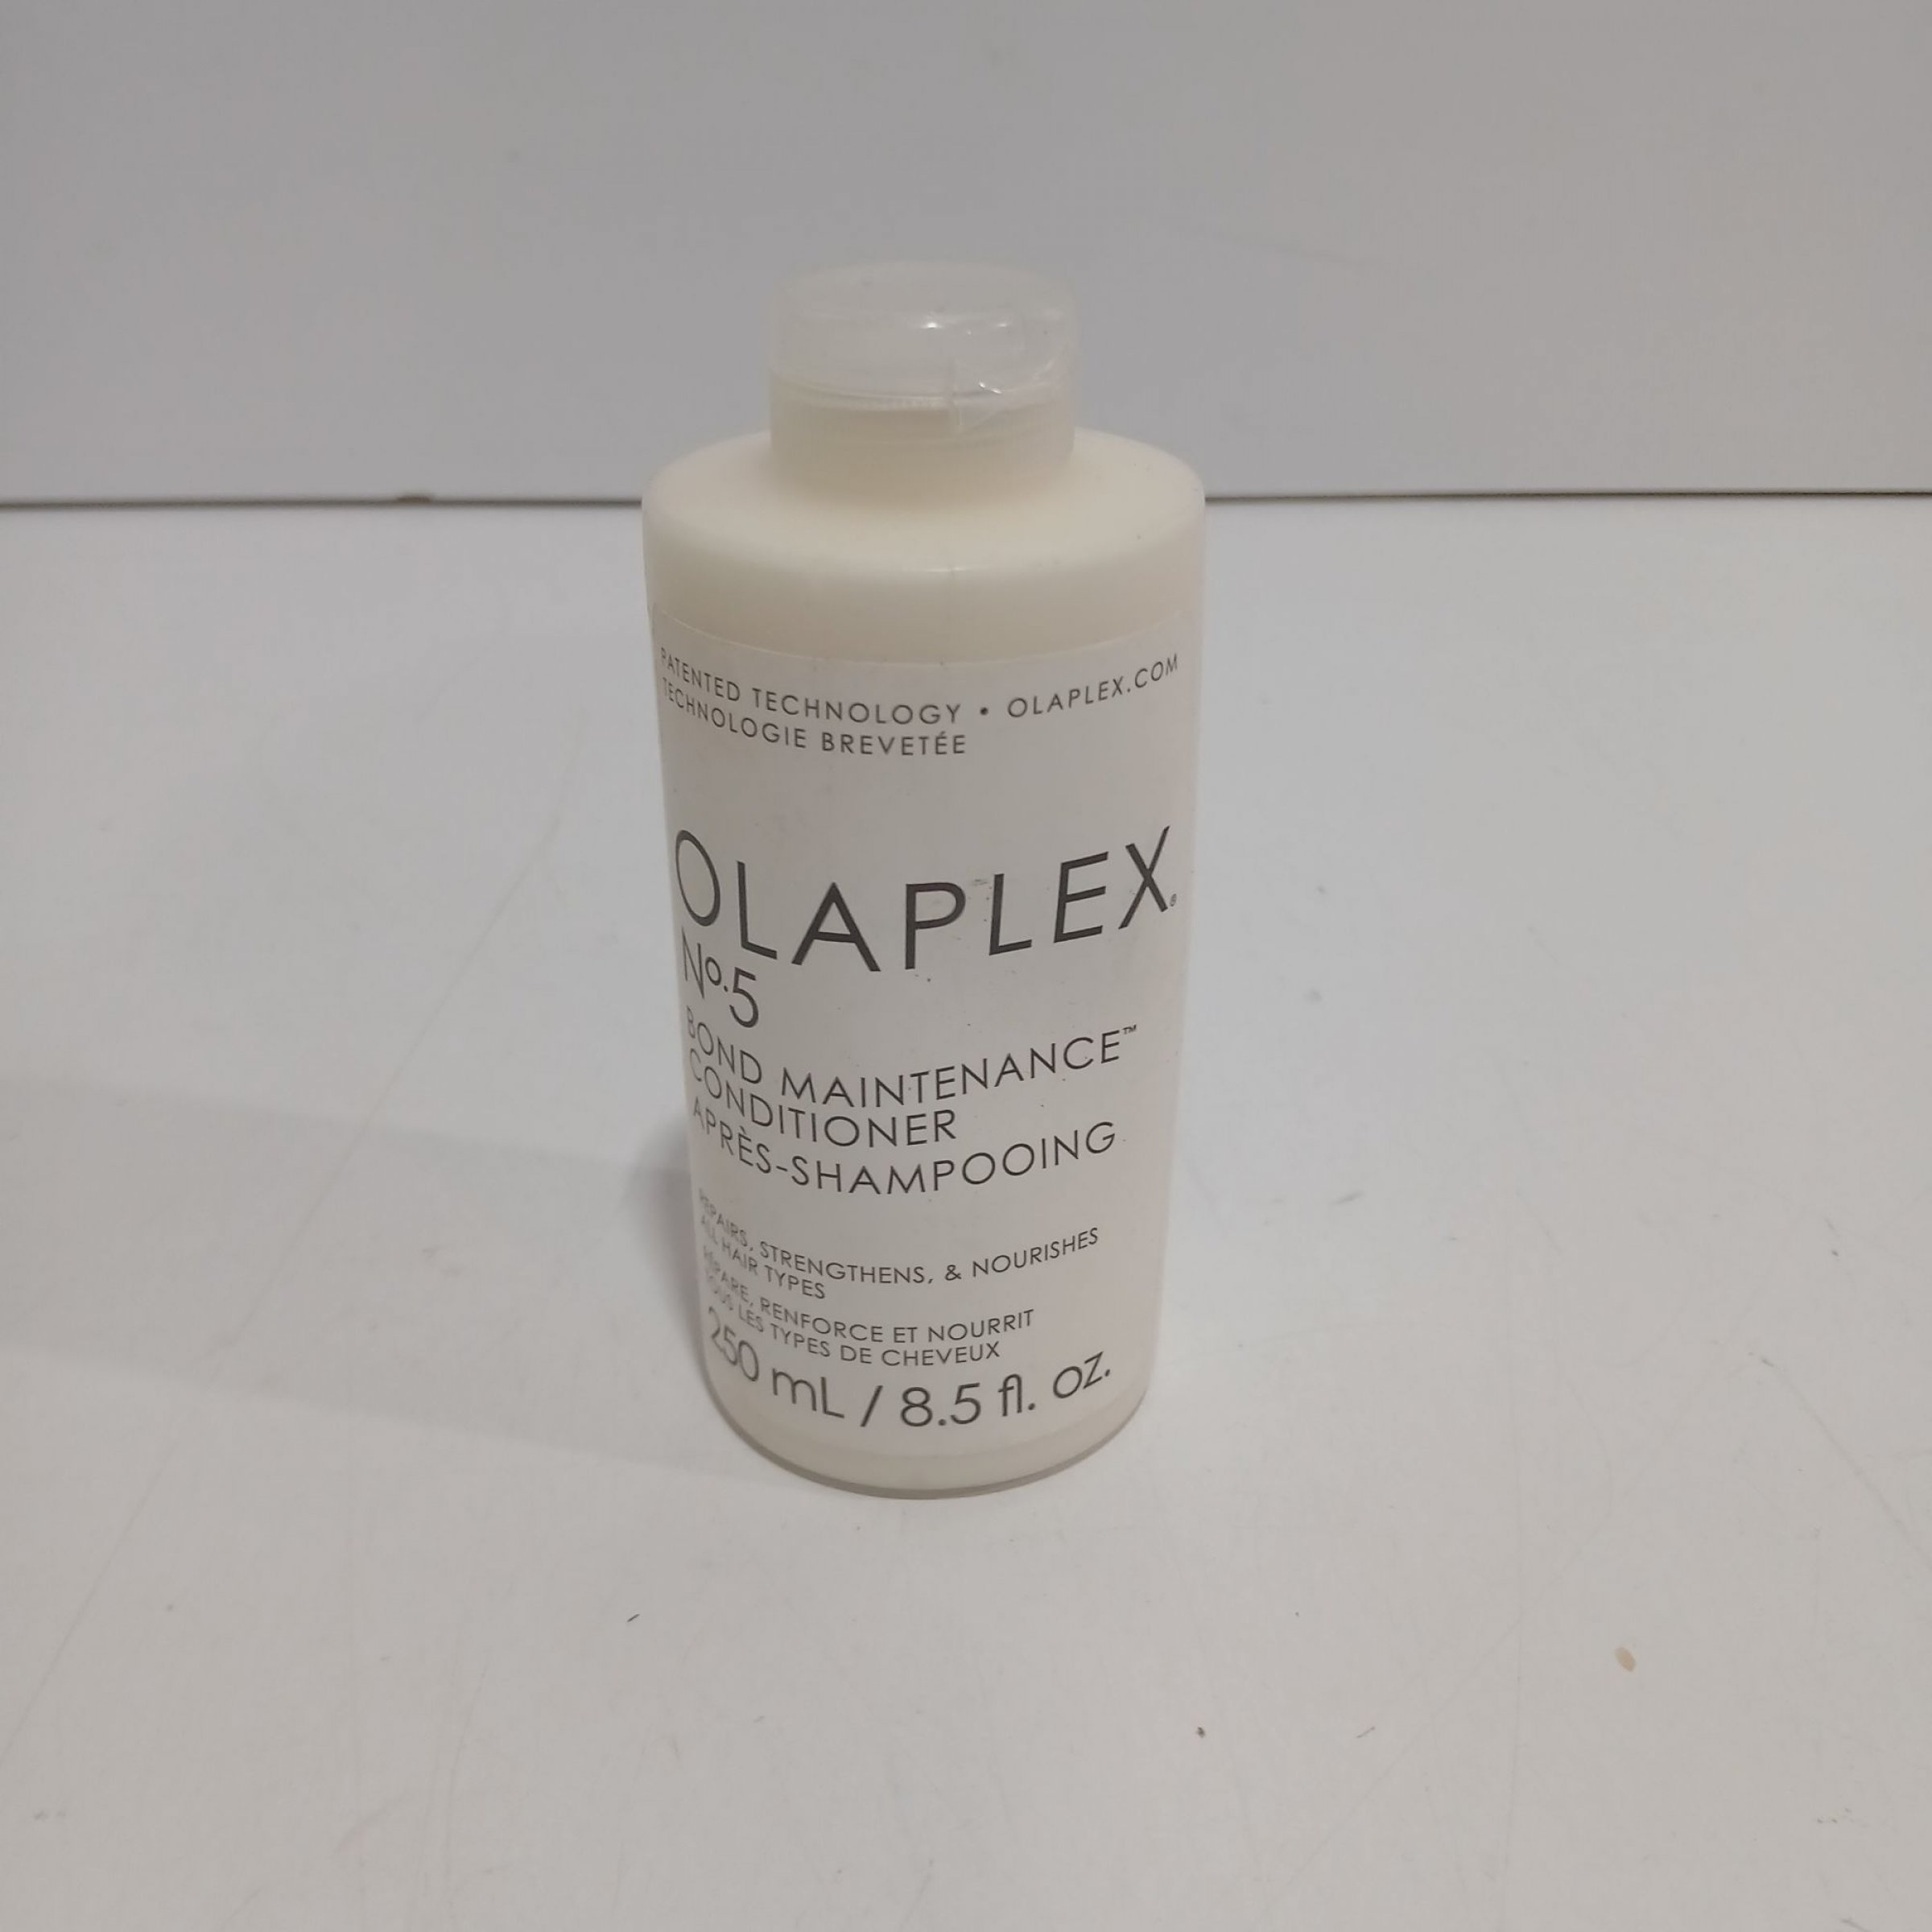 PATENTED TECHNOLOGY • OLAPLEX.COM
TECHNOLOGIE BREVETÉE
OLAPLEX®
Nº.5
BOND MAINTENANCE™
CONDITIONER
APRÈS-SHAMPOOING
REPAIRS, STRENGTHENS, & NOURISHES
ALL HAIR TYPES
RÉPARE, RENFORCE ET NOURRIT
TOUS LES TYPES DE CHEVEUX
250 mL / 8.5 fl. oz.